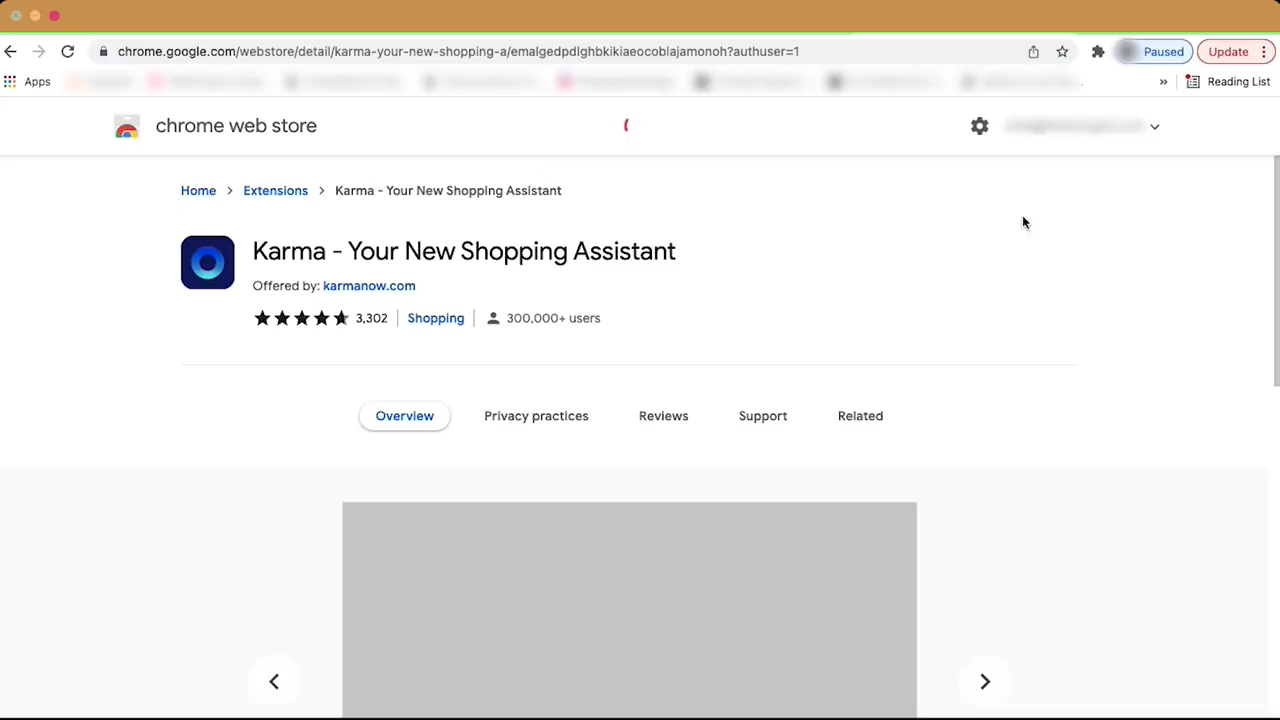 chrome.google.com/webstore/detail/karma-your-new-shopping-a/emalgedpdlghbkikiaeocoblajamonoh?authuser=1
Paused
Update
Apps
»
Reading List
chrome web store
Home > Extensions > Karma - Your New Shopping Assistant
Karma - Your New Shopping Assistant
Offered by: karmanow.com
3,302 | Shopping | 300,000+ users
Overview
Privacy practices
Reviews
Support
Related